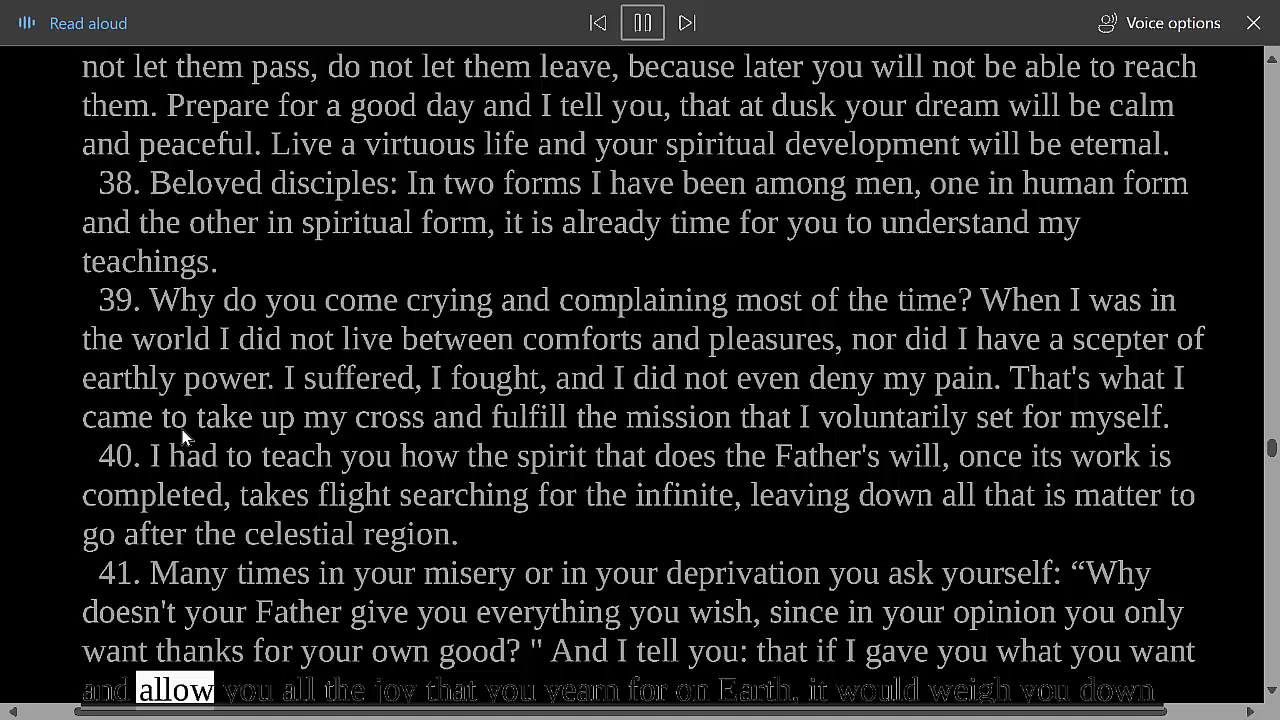 Read aloud
Voice options
not let them pass, do not let them leave, because later you will not be able to reach
them. Prepare for a good day and I tell you, that at dusk your dream will be calm
and peaceful. Live a virtuous life and your spiritual development will be eternal.
38. Beloved disciples: In two forms I have been among men, one in human form
and the other in spiritual form, it is already time for you to understand my
teachings.
39. Why do you come crying and complaining most of the time? When I was in
the world I did not live between comforts and pleasures, nor did I have a scepter of
earthly power. I suffered, I fought, and I did not even deny my pain. That's what I
came to take up my cross and fulfill the mission that I voluntarily set for myself.
40. I had to teach you how the spirit that does the Father's will, once its work is
completed, takes flight searching for the infinite, leaving down all that is matter to
go after the celestial region.
41. Many times in your misery or in your deprivation you ask yourself: “Why
doesn't your Father give you everything you wish, since in your opinion you only
want thanks for your own good? " And I tell you: that if I gave you what you want
and allow you all the joy that you yearn for on Earth, it would weigh you down